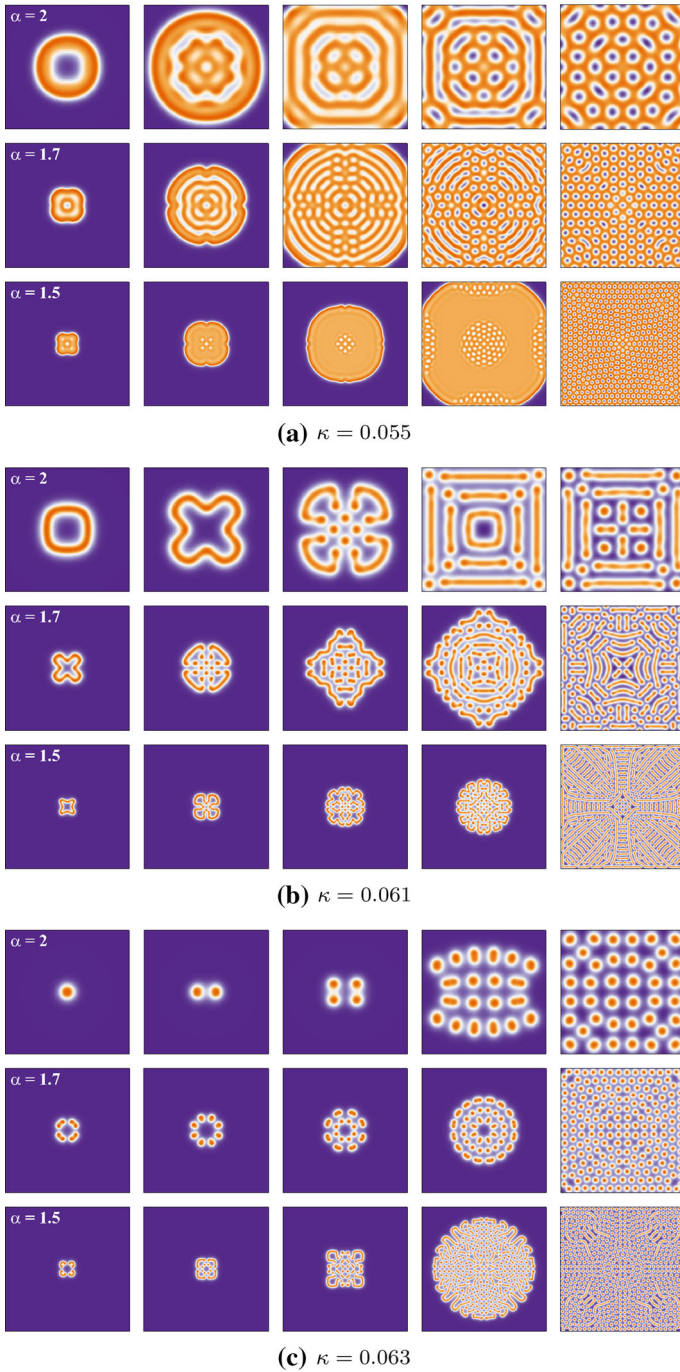 α = 2
α = 1.7
α = 1.5
(a) κ = 0.055
α = 2
α = 1.7
α = 1.5
(b) κ = 0.061
α = 2
α = 1.7
α = 1.5
(c) κ = 0.063